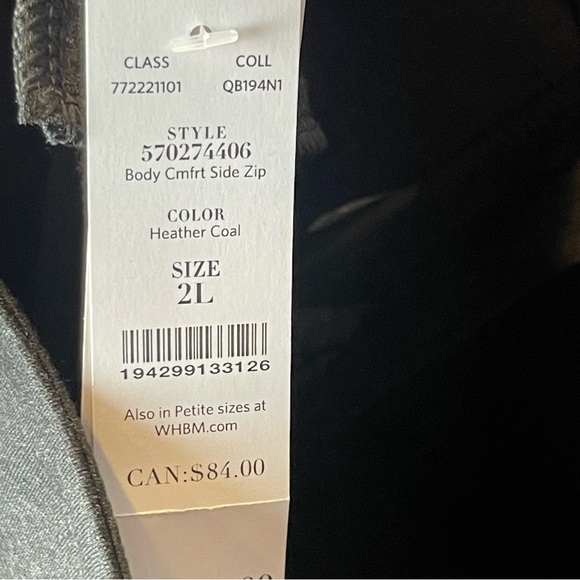 CLASS COLL
772221101 QB194N1
STYLE
570274406
Body Cmfrt Side Zip
COLOR
Heather Coal
SIZE
2L
194299133126
Also in Petite sizes at
WHBM.com
CAN:$84.00